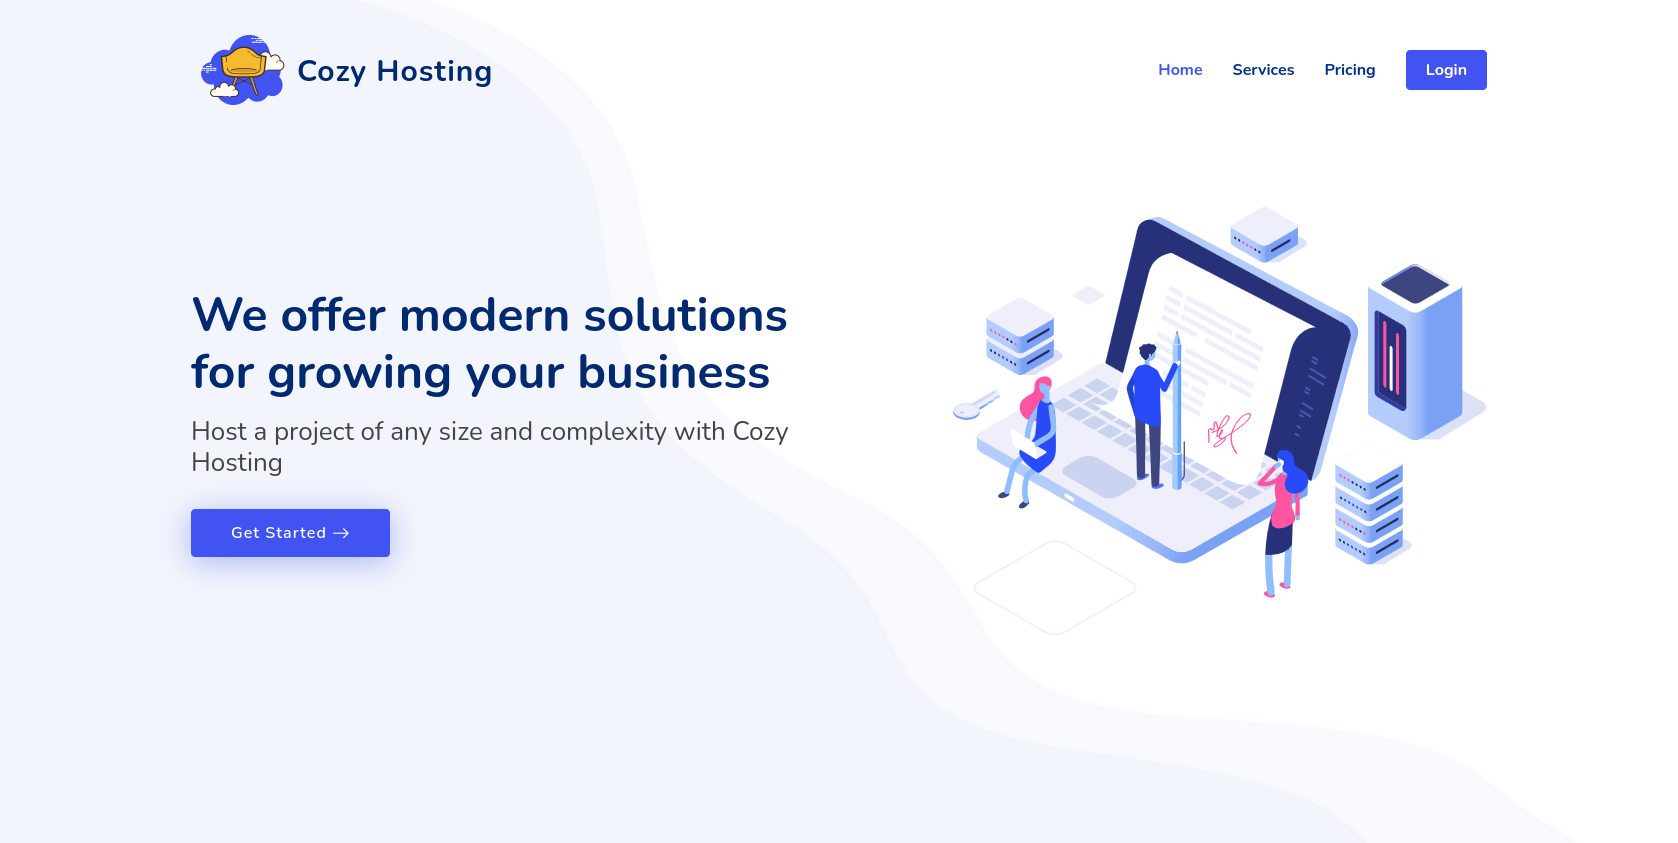 Cozy Hosting
Home Services Pricing Login
We offer modern solutions
for growing your business
Host a project of any size and complexity with Cozy
Hosting
Get Started →